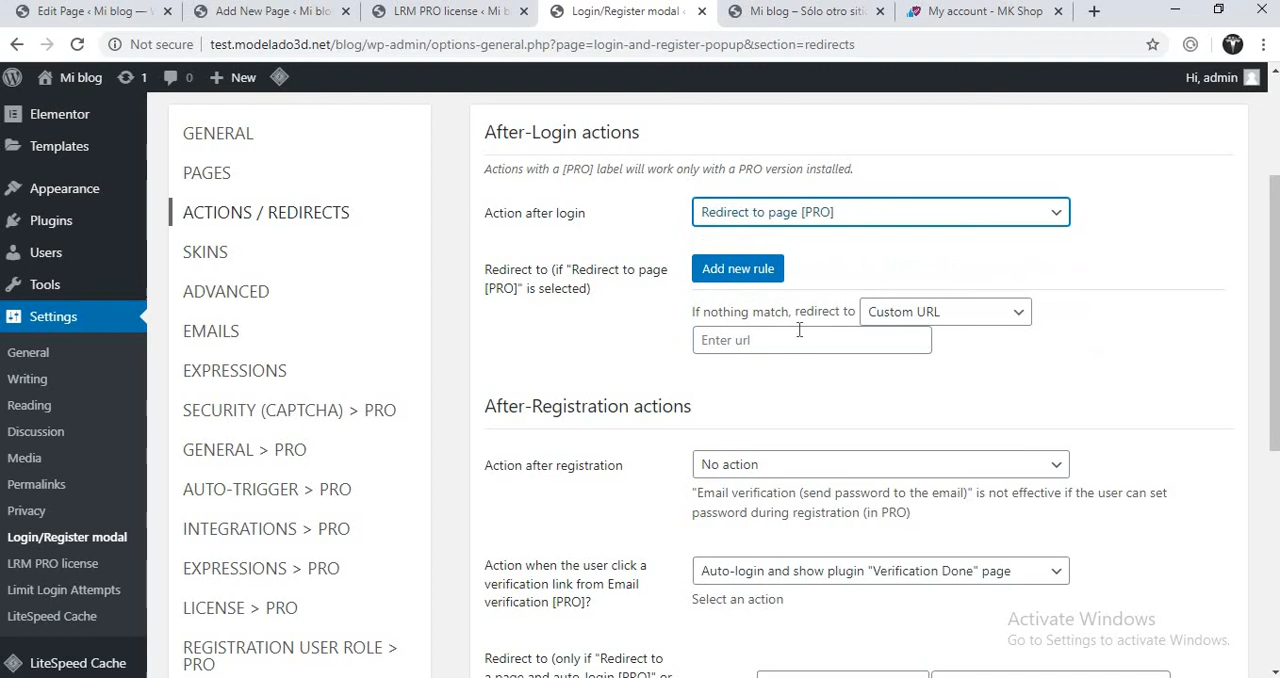 Edit Page ‹ Mi blog —
Add New Page ‹ Mi blo
LRM PRO license ‹ Mi b
Login/Register modal ‹
Mi blog – Sólo otro siti
My account - MK Shop
Not secure
test.modelado3d.net/blog/wp-admin/options-general.php?page=login-and-register-popup&section=redirects
Mi blog
1
0
New
Hi, admin
Elementor
Templates
Appearance
Plugins
Users
Tools
Settings
General
Writing
Reading
Discussion
Media
Permalinks
Privacy
Login/Register modal
LRM PRO license
Limit Login Attempts
LiteSpeed Cache
LiteSpeed Cache
GENERAL
PAGES
ACTIONS / REDIRECTS
SKINS
ADVANCED
EMAILS
EXPRESSIONS
SECURITY (CAPTCHA) > PRO
GENERAL > PRO
AUTO-TRIGGER > PRO
INTEGRATIONS > PRO
EXPRESSIONS > PRO
LICENSE > PRO
REGISTRATION USER ROLE >
PRO
After-Login actions
Actions with a [PRO] label will work only with a PRO version installed.
Action after login
Redirect to page [PRO]
Redirect to (if "Redirect to page
[PRO]" is selected)
Add new rule
If nothing match, redirect to
Custom URL
Enter url
After-Registration actions
Action after registration
No action
"Email verification (send password to the email)" is not effective if the user can set
password during registration (in PRO)
Action when the user click a
verification link from Email
verification [PRO]?
Auto-login and show plugin "Verification Done" page
Select an action
Redirect to (only if "Redirect to
a page and auto-login [PRO]" or
Activate Windows
Go to Settings to activate Windows.